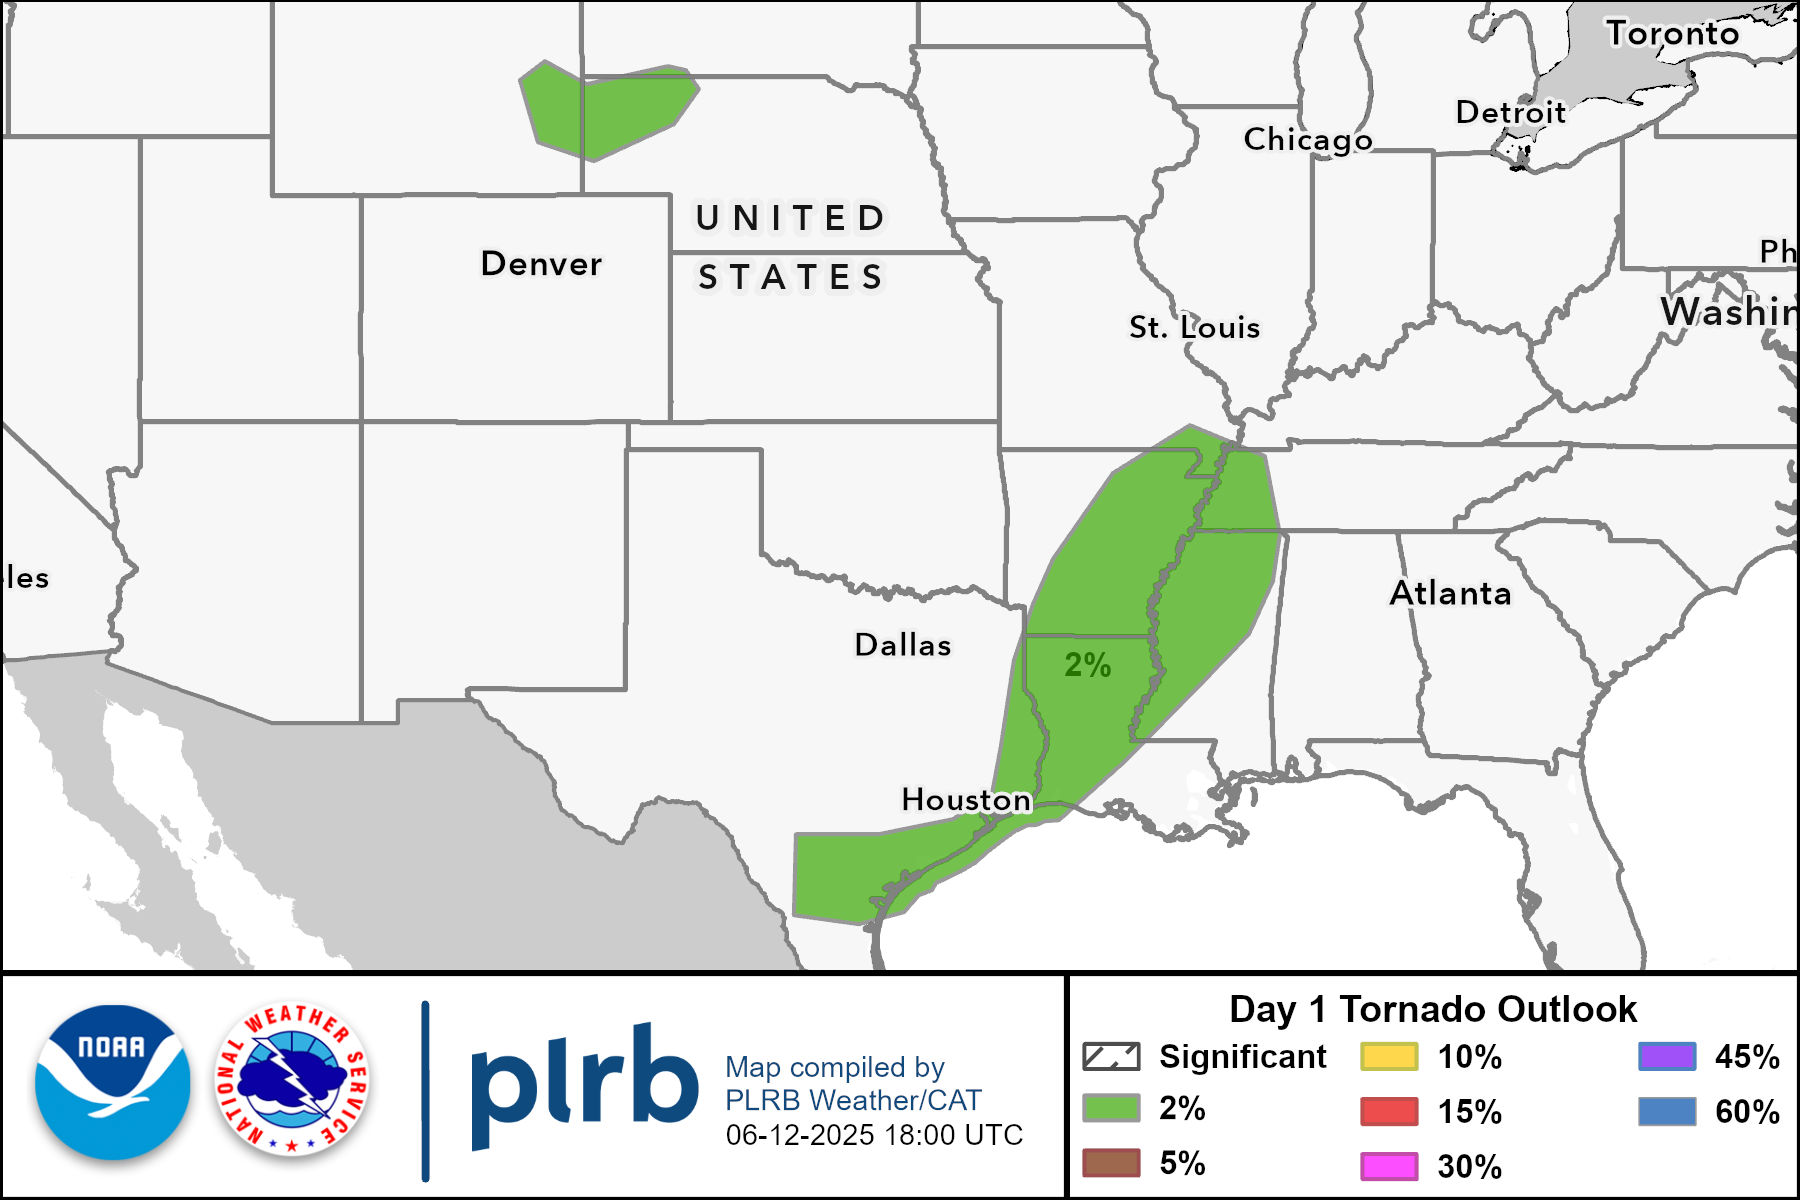 Toronto
Detroit
Chicago
UNITED
STATES
Ph
Denver
Washin
St. Louis
les
Atlanta
Dallas
2%
Houston
NOAA
NATIONAL WEATHER SERVICE
plrb
Map compiled by
PLRB Weather/CAT
06-12-2025 18:00 UTC
Day 1 Tornado Outlook
Significant
2%
5%
10%
15%
30%
45%
60%